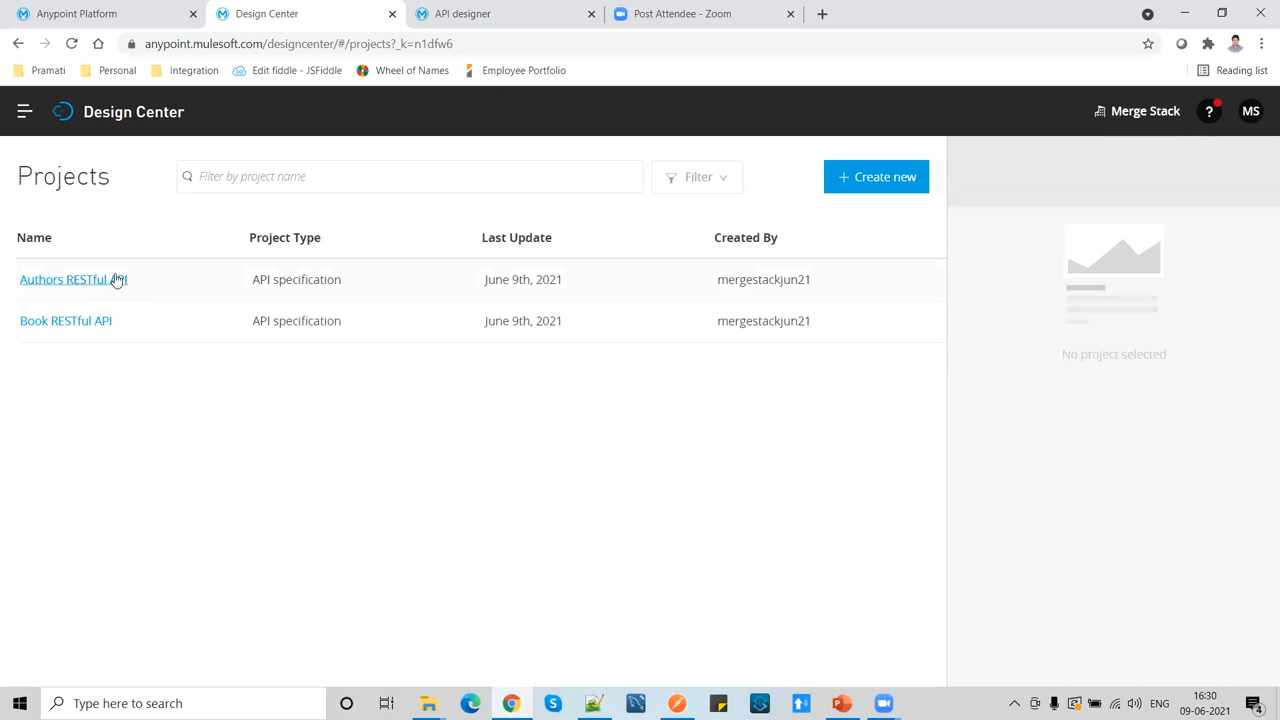 Anypoint Platform
Design Center
API designer
Post Attendee - Zoom
anypoint.mulesoft.com/designcenter/#/projects?_k=n1dfw6
Pramati
Personal
Integration
Edit fiddle - JSFiddle
Wheel of Names
Employee Portfolio
Reading list
Design Center
Merge Stack
?
MS
Projects
Filter by project name
Filter
+ Create new
Name
Project Type
Last Update
Created By
Authors RESTful API
API specification
June 9th, 2021
mergestackjun21
Book RESTful API
API specification
June 9th, 2021
mergestackjun21
No project selected
Type here to search
ENG
16:30
09-06-2021
4